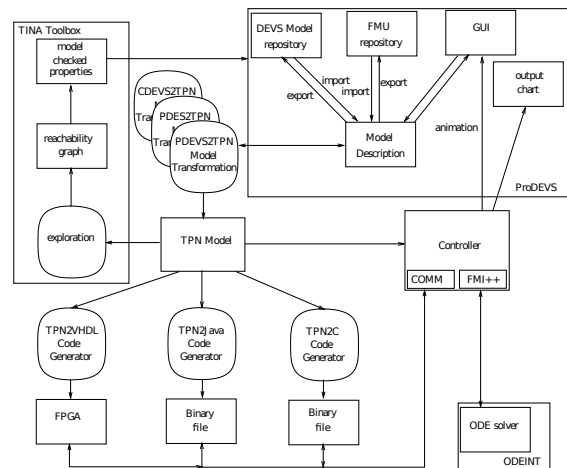 TINA Toolbox
model
checked
properties
reachability
graph
exploration
CDEVS2TPN
PDES2TPN
PDEVS2TPN
Model
Transformation
DEVS Model
repository
FMU
repository
GUI
output
chart
import
import
export
export
animation
Model
Description
ProDEVS
TPN Model
Controller
COMM
FMI++
TPN2VHDL
Code
Generator
TPN2Java
Code
Generator
TPN2C
Code
Generator
FPGA
Binary
file
Binary
file
ODE solver
ODEINT